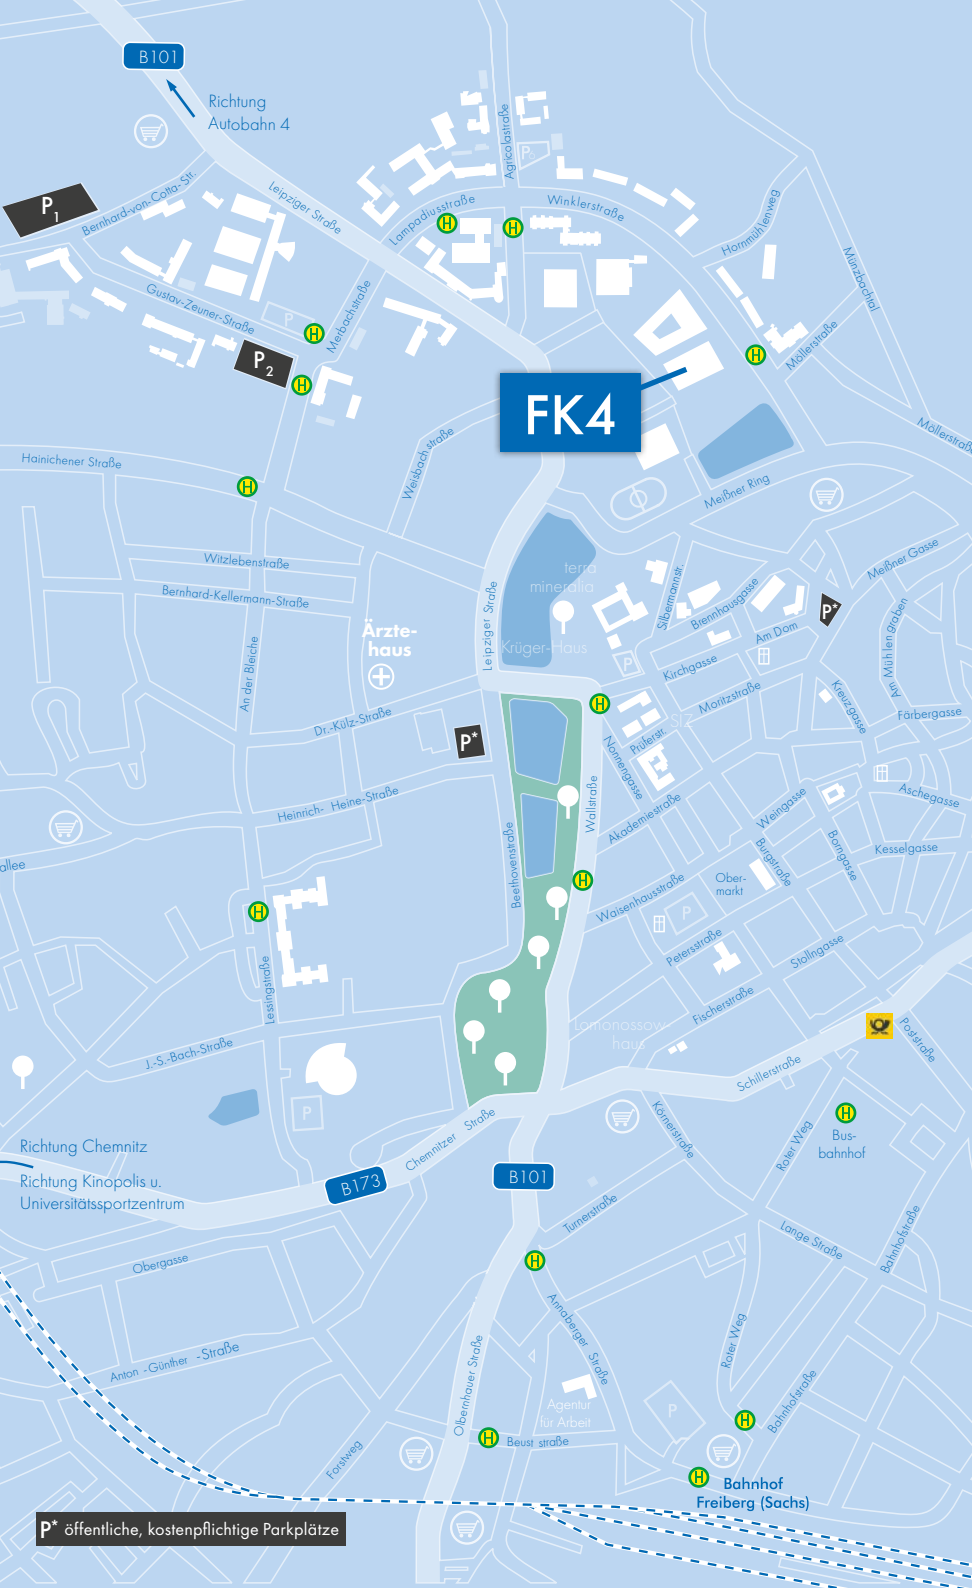 B101
Richtung
Autobahn 4
P1
Bernhard-von-Cotta-Str.
Leipziger Straße
Lampadiusstraße
Agricolastraße
P
Winklerstraße
Hornmühlenweg
Münzbachtal
H
H
Gustav-Zeuner-Straße
P
Merbachstraße
H
P2
H
H
Möllerstraße
Möllerstraße
FK4
Weisbachstraße
Hainichener Straße
H
Meißner Ring
Witzlebenstraße
Bernhard-Kellermann-Straße
Leipziger Straße
terra
mineralia
Krüger-Haus
Silbermannstr.
Brennhausgasse
Meißner Gasse
P*
Am Dom
Am Mühlengraben
Ärzte-
haus
An der Bleiche
P
Kirchgasse
Moritzstraße
Kreuzgasse
Färbergasse
Dr.-Külz-Straße
P*
H
SIZ
Prüferstr.
Nonnengasse
Heinrich- Heine-Straße
Wallstraße
Akademiestraße
Weingasse
Aschegasse
Beethovenstraße
Burgstraße
Borngasse
Kesselgasse
allee
Ober-
markt
H
H
Waisenhausstraße
P
Petersstraße
Stollngasse
Lessingstraße
Fischerstraße
Lomonossow-
haus
Poststraße
J.-S.-Bach-Straße
Schillerstraße
P
Chemnitzer Straße
Körnerstraße
Roter Weg
H
Bus-
bahnhof
Richtung Chemnitz
Richtung Kinopolis u.
Universitätssportzentrum
B173
B101
Turnerstraße
Lange Straße
Bahnhofstraße
H
Obergasse
Annaberger Straße
Roter Weg
Anton -Günther -Straße
Olbernhauer Straße
Agentur
für Arbeit
P
Bahnhofstraße
H
H
Beust straße
Forstweg
H
Bahnhof
Freiberg (Sachs)
P* öffentliche, kostenpflichtige Parkplätze